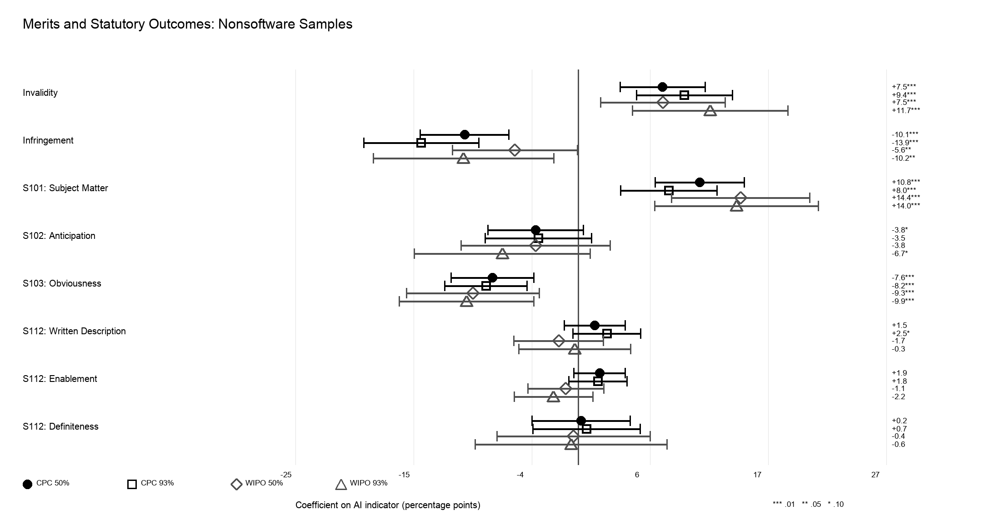 Merits and Statutory Outcomes: Nonsoftware Samples
Invalidity
+7.5***
+9.4***
+7.5***
+11.7***
Infringement
-10.1***
-13.9***
-5.6**
-10.2**
S101: Subject Matter
+10.8***
+8.0***
+14.4***
+14.0***
S102: Anticipation
-3.8*
-3.5
-3.8
-6.7*
S103: Obviousness
-7.6***
-8.2***
-9.3***
-9.9***
S112: Written Description
+1.5
+2.5*
-1.7
-0.3
S112: Enablement
+1.9
+1.8
-1.1
-2.2
S112: Definiteness
+0.2
+0.7
-0.4
-0.6
-25 -15 -4 6 17 27
CPC 50% CPC 93% WIPO 50% WIPO 93%
Coefficient on AI indicator (percentage points)
*** .01 ** .05 * .10